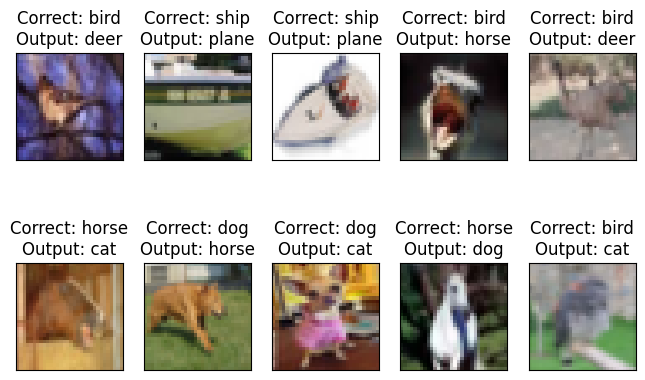 Correct: bird
Output: deer
Correct: ship
Output: plane
Correct: ship
Output: plane
Correct: bird
Output: horse
Correct: bird
Output: deer
Correct: horse
Output: cat
Correct: dog
Output: horse
Correct: dog
Output: cat
Correct: horse
Output: dog
Correct: bird
Output: cat